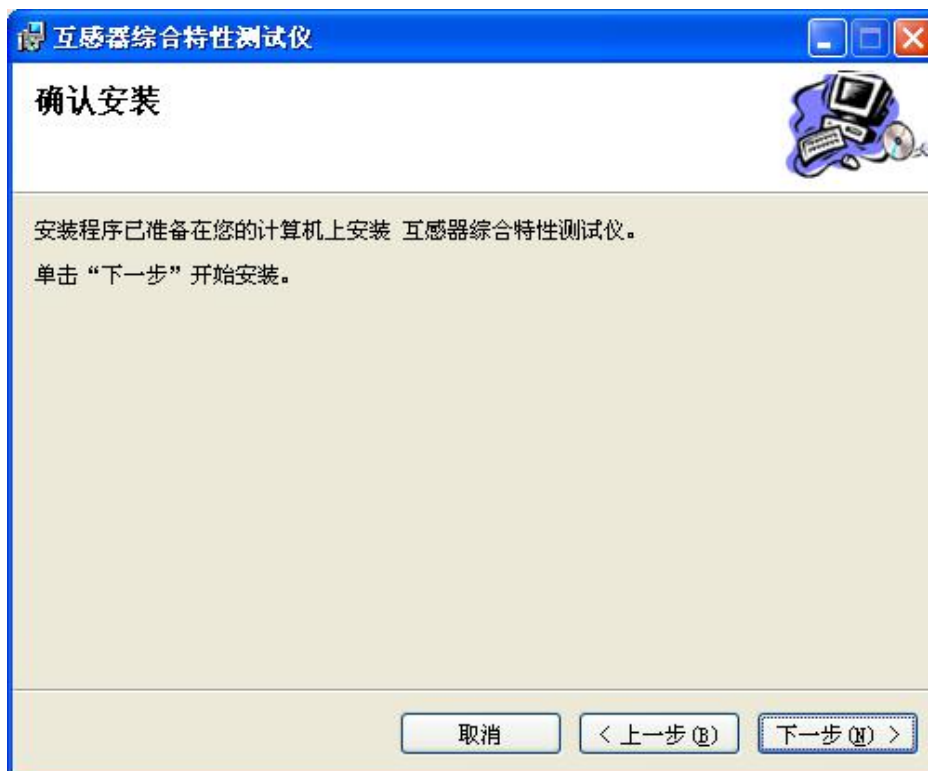 互感器综合特性测试仪
确认安装
安装程序已准备在您的计算机上安装 互感器综合特性测试仪。
单击“下一步”开始安装。
取消
< 上一步(B)
下一步(N) >